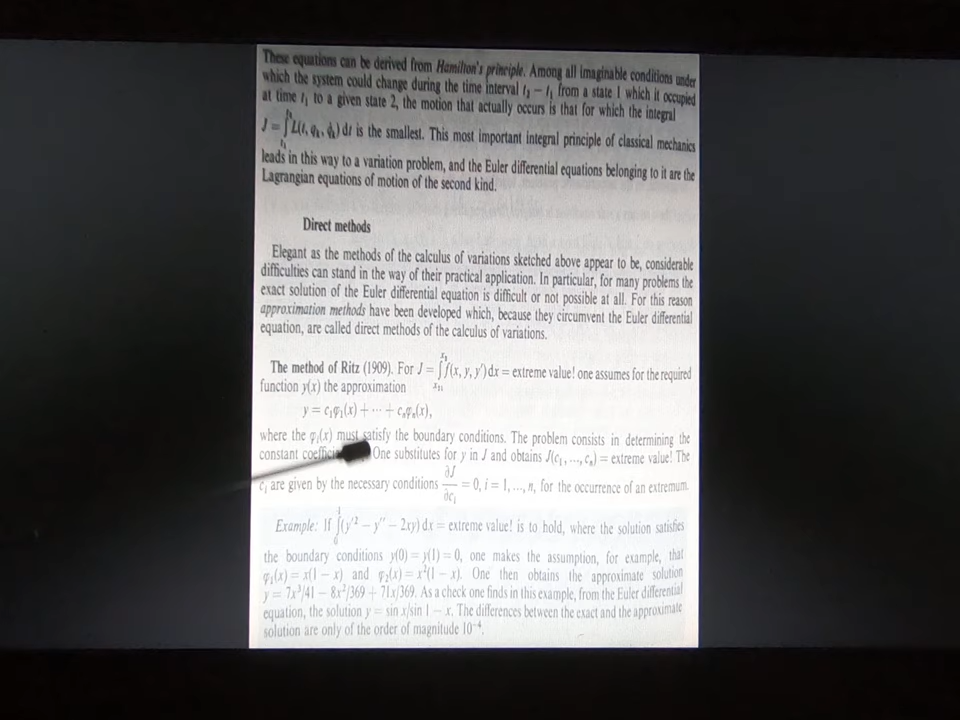 These equations can be derived from Hamilton's principle. Among all imaginable conditions under
which the system could change during the time interval t₂ – t₁ from a state 1 which it occupied
at time t₁ to a given state 2, the motion that actually occurs is that for which the integral
J = ∫ L(t, qₖ, q̇ₖ) dt is the smallest. This most important integral principle of classical mechanics
leads in this way to a variation problem, and the Euler differential equations belonging to it are the
Lagrangian equations of motion of the second kind.
Direct methods
Elegant as the methods of the calculus of variations sketched above appear to be, considerable
difficulties can stand in the way of their practical application. In particular, for many problems the
exact solution of the Euler differential equation is difficult or not possible at all. For this reason
approximation methods have been developed which, because they circumvent the Euler differential
equation, are called direct methods of the calculus of variations.
The method of Ritz (1909). For J = ∫ f(x, y, y′) dx = extreme value! one assumes for the required
function y(x) the approximation
y = c₁φ₁(x) + ··· + cₙφₙ(x),
where the φᵢ(x) must satisfy the boundary conditions. The problem consists in determining the
constant One substitutes for y in J and obtains J(c₁, ..., cₙ) = extreme value! The
cᵢ are given by the necessary conditions ∂J/∂cᵢ = 0, i = 1, ..., n, for the occurrence of an extremum.
Example: If ∫₀¹(y′² – y″ – 2xy) dx = extreme value! is to hold, where the solution satisfies
the boundary conditions y(0) = y(1) = 0, one makes the assumption, for example, that
φ₁(x) = x(1 – x) and φ₂(x) = x²(1 – x). One then obtains the approximate solution
y = 7x³/41 – 8x²/369 + 71x/369. As a check one finds in this example, from the Euler differential
equation, the solution y = sin x/sin 1 – x. The differences between the exact and the approximate
solution are only of the order of magnitude 10⁻⁴.